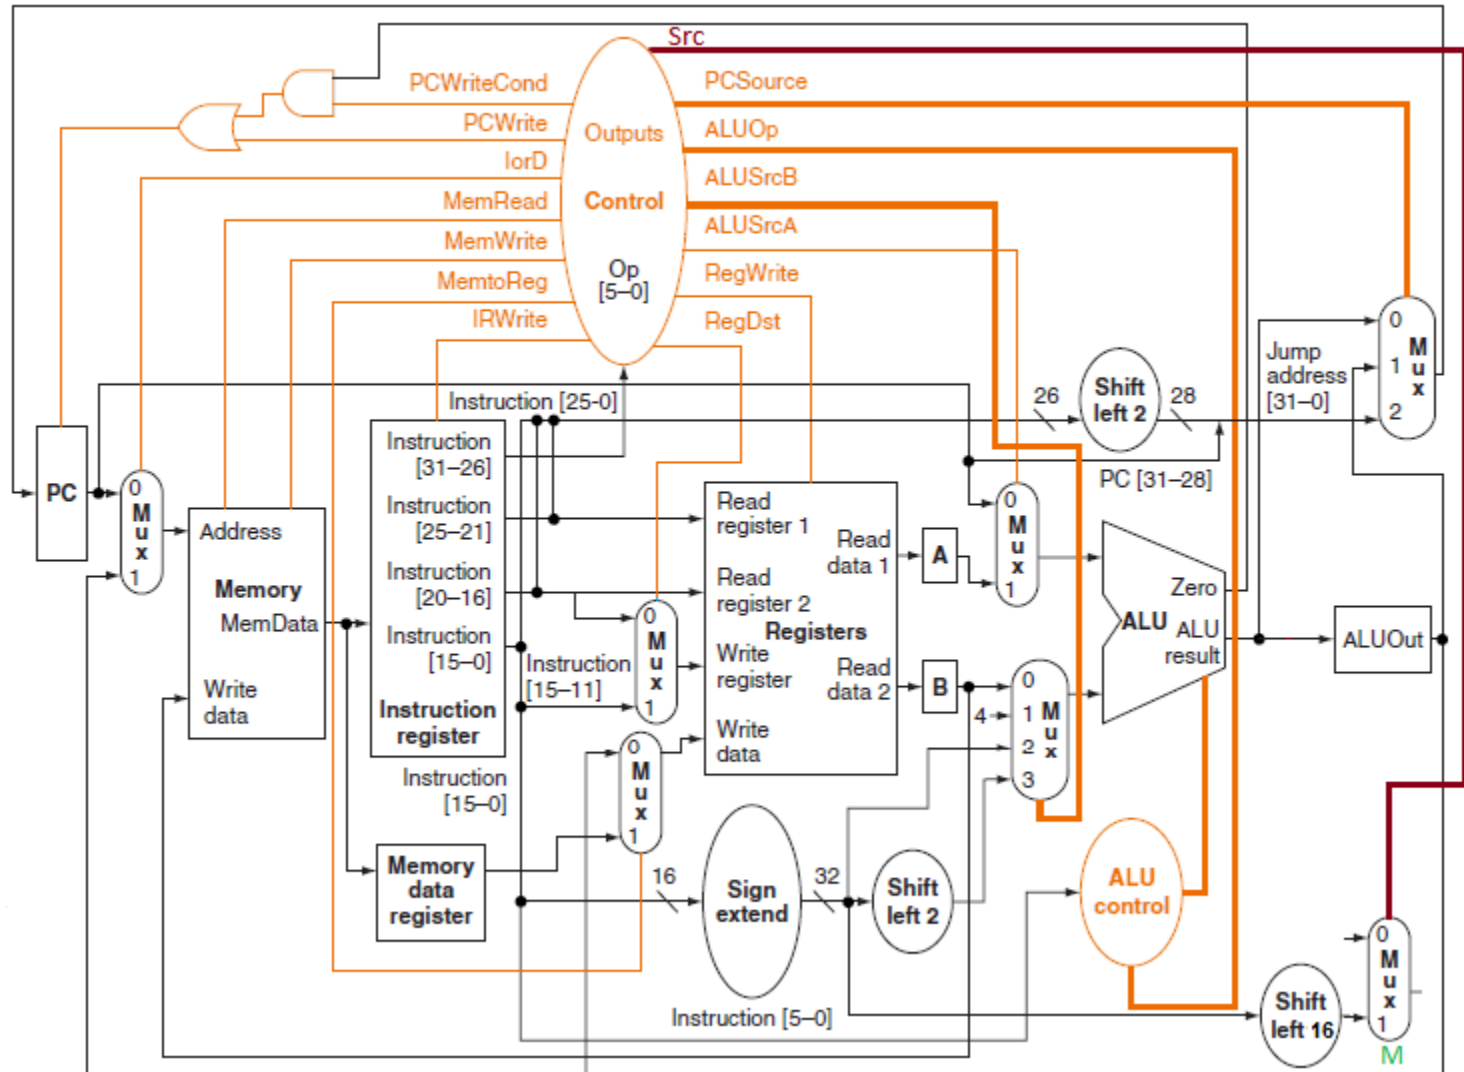 Src
PCWriteCond
PCSource
PCWrite
Outputs
ALUOp
IorD
ALUSrcB
MemRead
Control
MemWrite
ALUSrcA
MemtoReg
Op
[5–0]
RegWrite
IRWrite
RegDst
0
M
u
x
1
2
Jump
address
[31–0]
Shift
left 2
26
28
PC [31–28]
Instruction [25-0]
PC
0
M
u
x
1
Address
Memory
MemData
Write
data
Instruction
[31–26]
Instruction
[25–21]
Instruction
[20–16]
Instruction
[15–0]
Instruction
register
Instruction
[15–0]
Instruction
[15–11]
0
M
u
x
1
0
M
u
x
1
Memory
data
register
Read
register 1
Read
register 2
Registers
Write
register
Write
data
Read
data 1
Read
data 2
A
B
0
M
u
x
1
4
0
1
2
3
M
u
x
Zero
ALU
ALU
result
ALUOut
16
Sign
extend
32
Shift
left 2
ALU
control
Instruction [5–0]
Shift
left 16
0
M
u
x
1
M